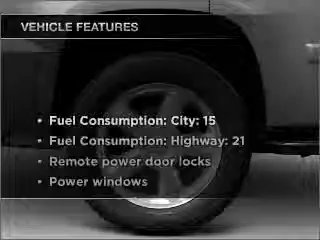 VEHICLE FEATURES
• Fuel Consumption: City: 15
• Fuel Consumption: Highway: 21
• Remote power door locks
• Power windows